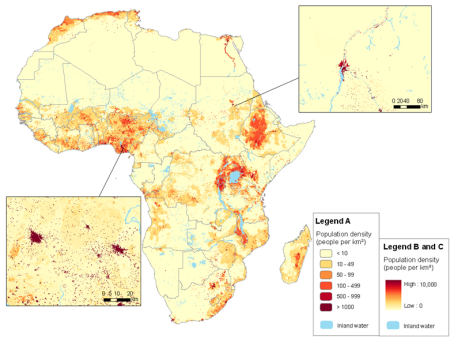 0 20 40 80
km
0 5 10 20
km
Legend A
Population density
(people per km²)
< 10
10 - 49
50 - 99
100 - 499
500 - 999
> 1000
Inland water
Legend B and C
Population density
(people per km²)
High : 10,000
Low : 0
Inland water